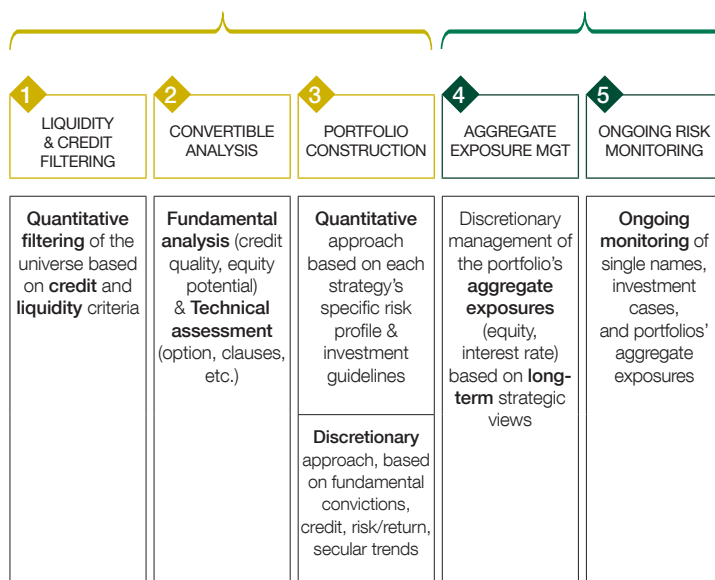 1
LIQUIDITY
& CREDIT
FILTERING
2
CONVERTIBLE
ANALYSIS
3
PORTFOLIO
CONSTRUCTION
4
AGGREGATE
EXPOSURE MGT
5
ONGOING RISK
MONITORING
Quantitative
filtering of the
universe based
on credit and
liquidity criteria
Fundamental
analysis (credit
quality, equity
potential)
& Technical
assessment
(option, clauses,
etc.)
Quantitative
approach
based on each
strategy’s
specific risk
profile &
investment
guidelines
Discretionary
approach, based
on fundamental
convictions,
credit, risk/return,
secular trends
Discretionary
management of
the portfolio’s
aggregate
exposures
(equity,
interest rate)
based on long-
term strategic
views
Ongoing
monitoring of
single names,
investment
cases,
and portfolios’
aggregate
exposures